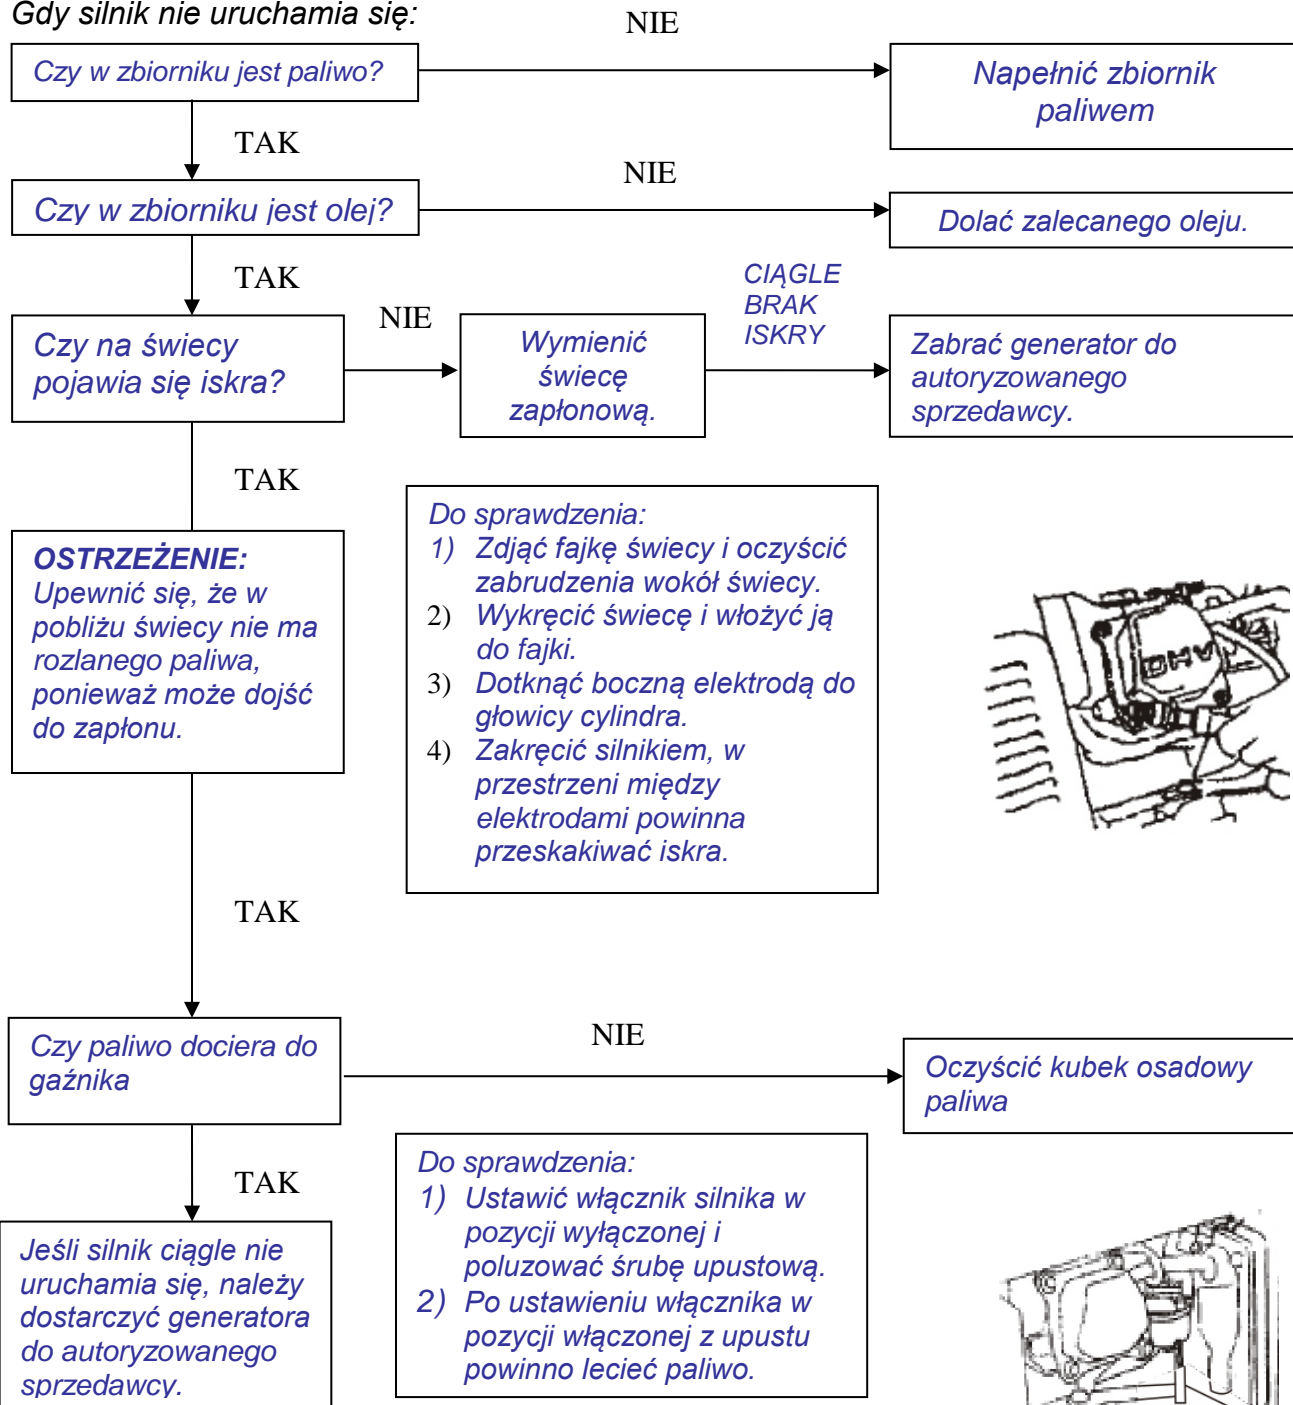 Gdy silnik nie uruchamia się:
NIE
Czy w zbiorniku jest paliwo?
Napełnić zbiornik
paliwem
TAK
NIE
Czy w zbiorniku jest olej?
Dolać zalecanego oleju.
TAK
NIE
CIĄGLE
BRAK
ISKRY
Czy na świecy
pojawia się iskra?
Wymienić
świecę
zapłonową.
Zabrać generator do
autoryzowanego
sprzedawcy.
TAK
OSTRZEŻENIE:
Upewnić się, że w
pobliżu świecy nie ma
rozlanego paliwa,
ponieważ może dojść
do zapłonu.
Do sprawdzenia:
1) Zdjąć fajkę świecy i oczyścić
zabrudzenia wokół świecy.
2) Wykręcić świecę i włożyć ją
do fajki.
3) Dotknąć boczną elektrodą do
głowicy cylindra.
4) Zakręcić silnikiem, w
przestrzeni między
elektrodami powinna
przeskakiwać iskra.
OHV
TAK
Czy paliwo dociera do
gaźnika
NIE
Oczyścić kubek osadowy
paliwa
TAK
Do sprawdzenia:
1) Ustawić włącznik silnika w
pozycji wyłączonej i
poluzować śrubę upustową.
2) Po ustawieniu włącznika w
pozycji włączonej z upustu
powinno lecieć paliwo.
Jeśli silnik ciągle nie
uruchamia się, należy
dostarczyć generatora
do autoryzowanego
sprzedawcy.